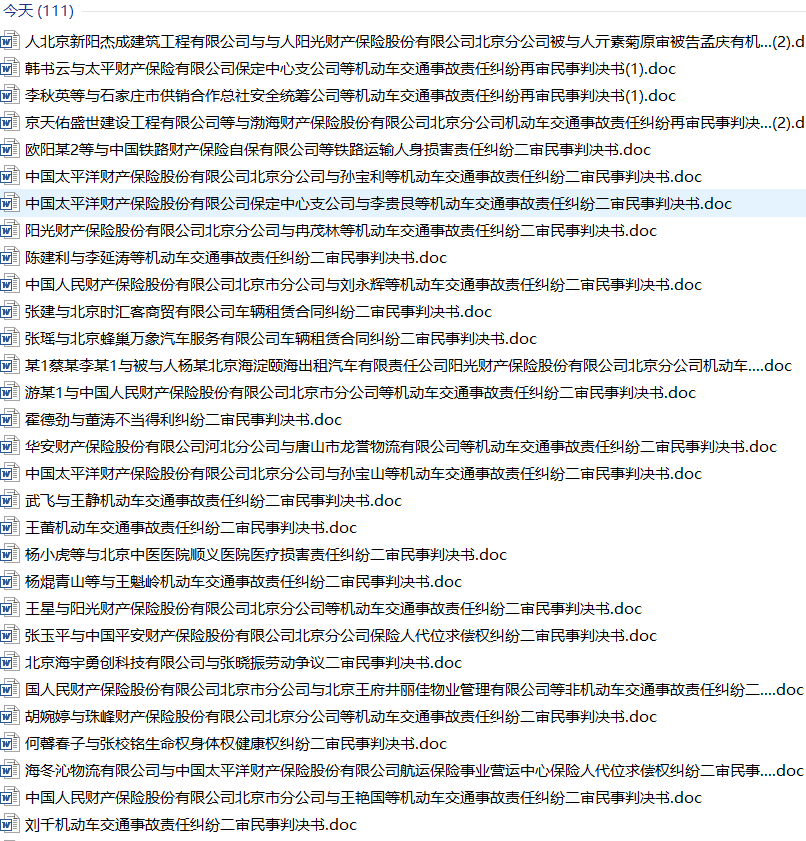 今天 (111)
人北京新阳杰成建筑工程有限公司与与人阳光财产保险股份有限公司北京分公司被与人亓素菊原审被告孟庆有机...(2).d
韩书云与太平财产保险有限公司保定中心支公司等机动车交通事故责任纠纷再审民事判决书(1).doc
李秋英等与石家庄市供销合作总社安全统筹公司等机动车交通事故责任纠纷再审民事判决书(1).doc
京天佑盛世建设工程有限公司等与渤海财产保险股份有限公司北京分公司机动车交通事故责任纠纷再审民事判决...(2).d
欧阳某2等与中国铁路财产保险自保有限公司等铁路运输人身损害责任纠纷二审民事判决书.doc
中国太平洋财产保险股份有限公司北京分公司与孙宝利等机动车交通事故责任纠纷二审民事判决书.doc
中国太平洋财产保险股份有限公司保定中心支公司与李贵艮等机动车交通事故责任纠纷二审民事判决书.doc
阳光财产保险股份有限公司北京分公司与冉茂林等机动车交通事故责任纠纷二审民事判决书.doc
陈建利与李延涛等机动车交通事故责任纠纷二审民事判决书.doc
中国人民财产保险股份有限公司北京市分公司与刘永辉等机动车交通事故责任纠纷二审民事判决书.doc
张建与北京时汇客商贸有限公司车辆租赁合同纠纷二审民事判决书.doc
张瑶与北京蜂巢万象汽车服务有限公司车辆租赁合同纠纷二审民事判决书.doc
某1蔡某李某1与被与人杨某北京海淀颐海出租汽车有限责任公司阳光财产保险股份有限公司北京分公司机动车....doc
游某1与中国人民财产保险股份有限公司北京市分公司等机动车交通事故责任纠纷二审民事判决书.doc
霍德劲与董涛不当得利纠纷二审民事判决书.doc
华安财产保险股份有限公司河北分公司与唐山市龙誉物流有限公司等机动车交通事故责任纠纷二审民事判决书.doc
中国太平洋财产保险股份有限公司北京分公司与孙宝山等机动车交通事故责任纠纷二审民事判决书.doc
武飞与王静机动车交通事故责任纠纷二审民事判决书.doc
王蕾机动车交通事故责任纠纷二审民事判决书.doc
杨小虎等与北京中医医院顺义医院医疗损害责任纠纷二审民事判决书.doc
杨焜青山等与王魁岭机动车交通事故责任纠纷二审民事判决书.doc
王星与阳光财产保险股份有限公司北京分公司等机动车交通事故责任纠纷二审民事判决书.doc
张玉平与中国平安财产保险股份有限公司北京分公司保险人代位求偿权纠纷二审民事判决书.doc
北京海宇勇创科技有限公司与张晓振劳动争议二审民事判决书.doc
国人民财产保险股份有限公司北京市分公司与北京王府井丽佳物业管理有限公司等非机动车交通事故责任纠纷二....doc
胡婉婷与珠峰财产保险股份有限公司北京分公司等机动车交通事故责任纠纷二审民事判决书.doc
何馨春子与张校铭生命权身体权健康权纠纷二审民事判决书.doc
海冬沁物流有限公司与中国太平洋财产保险股份有限公司航运保险事业营运中心保险人代位求偿权纠纷二审民事....doc
中国人民财产保险股份有限公司北京市分公司与王艳国等机动车交通事故责任纠纷二审民事判决书.doc
刘千机动车交通事故责任纠纷二审民事判决书.doc